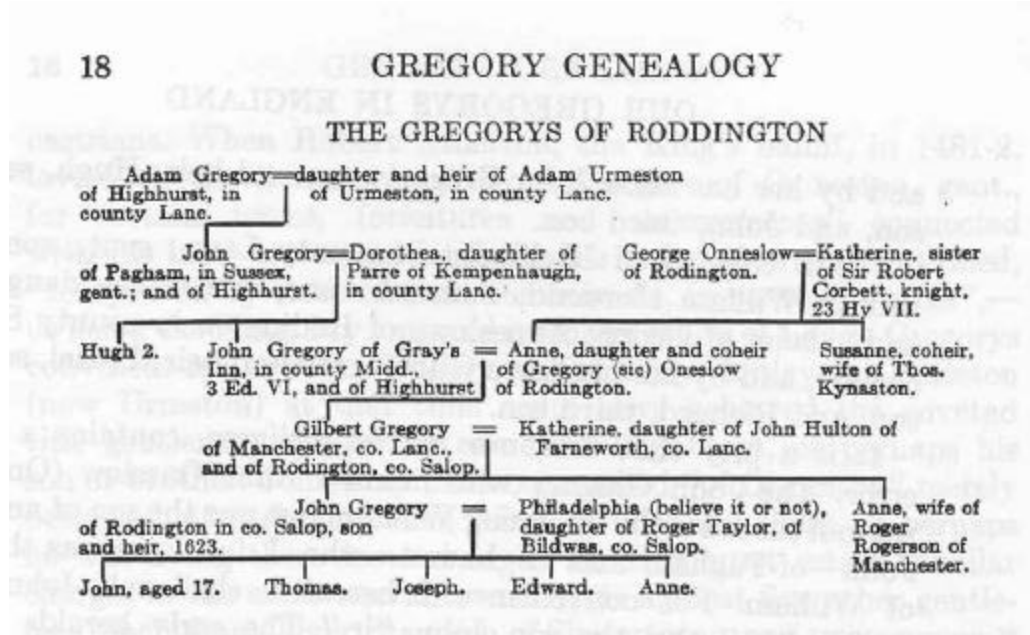 18 GREGORY GENEALOGY
THE GREGORYS OF RODDINGTON
Adam Gregory=daughter and heir of Adam Urmeston
of Highhurst, in of Urmeston, in county Lanc.
county Lanc.
John Gregory=Dorothea, daughter of George Onneslow=Katherine, sister
of Pagham, in Sussex, Parre of Kempenhaugh, of Rodington. of Sir Robert
gent.; and of Highhurst. in county Lanc. Corbett, knight.
23 Hy VII.
Hugh 2. John Gregory of Gray's = Anne, daughter and coheir Susanne, coheir,
Inn, in county Midd., of Gregory (sic) Oneslow wife of Thos.
3 Ed. VI, and of Highhurst of Rodington. Kynaston.
Gilbert Gregory = Katherine, daughter of John Hulton of
of Manchester, co. Lanc., Farneworth, co. Lanc.
and of Rodington, co. Salop.
John Gregory = Philadelphia (believe it or not), Anne, wife of
of Rodington in co. Salop, son daughter of Roger Taylor, of Roger
and heir, 1623. Bildwas, co. Salop. Rogerson of
Manchester.
John, aged 17. Thomas. Joseph. Edward. Anne.